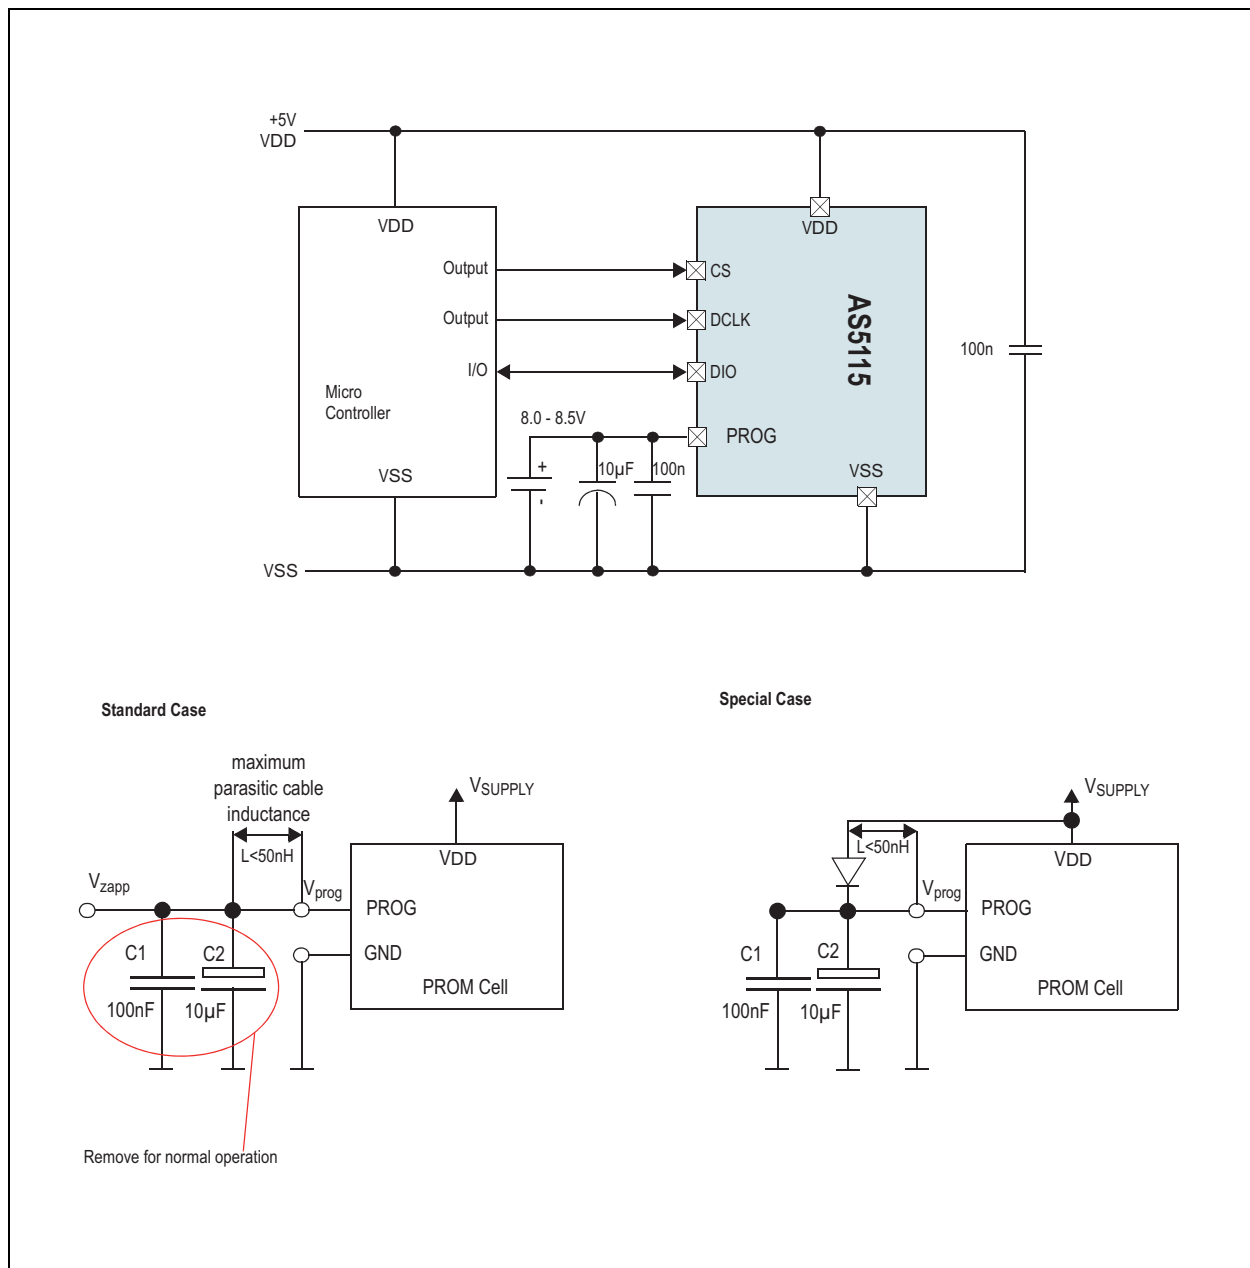 +5V
VDD
VDD
VDD
Output
CS
Output
DCLK
I/O
DIO
AS5115
100n
Micro
Controller
8.0 - 8.5V
PROG
+
10µF
100n
-
VSS
VSS
VSS
Standard Case
Special Case
maximum
parasitic cable
inductance
L<50nH
VSUPPLY
VDD
Vzapp
Vprog
PROG
C1
C2
GND
100nF
10µF
PROM Cell
Remove for normal operation
VSUPPLY
L<50nH
VDD
Vprog
PROG
C1
C2
GND
100nF
10µF
PROM Cell